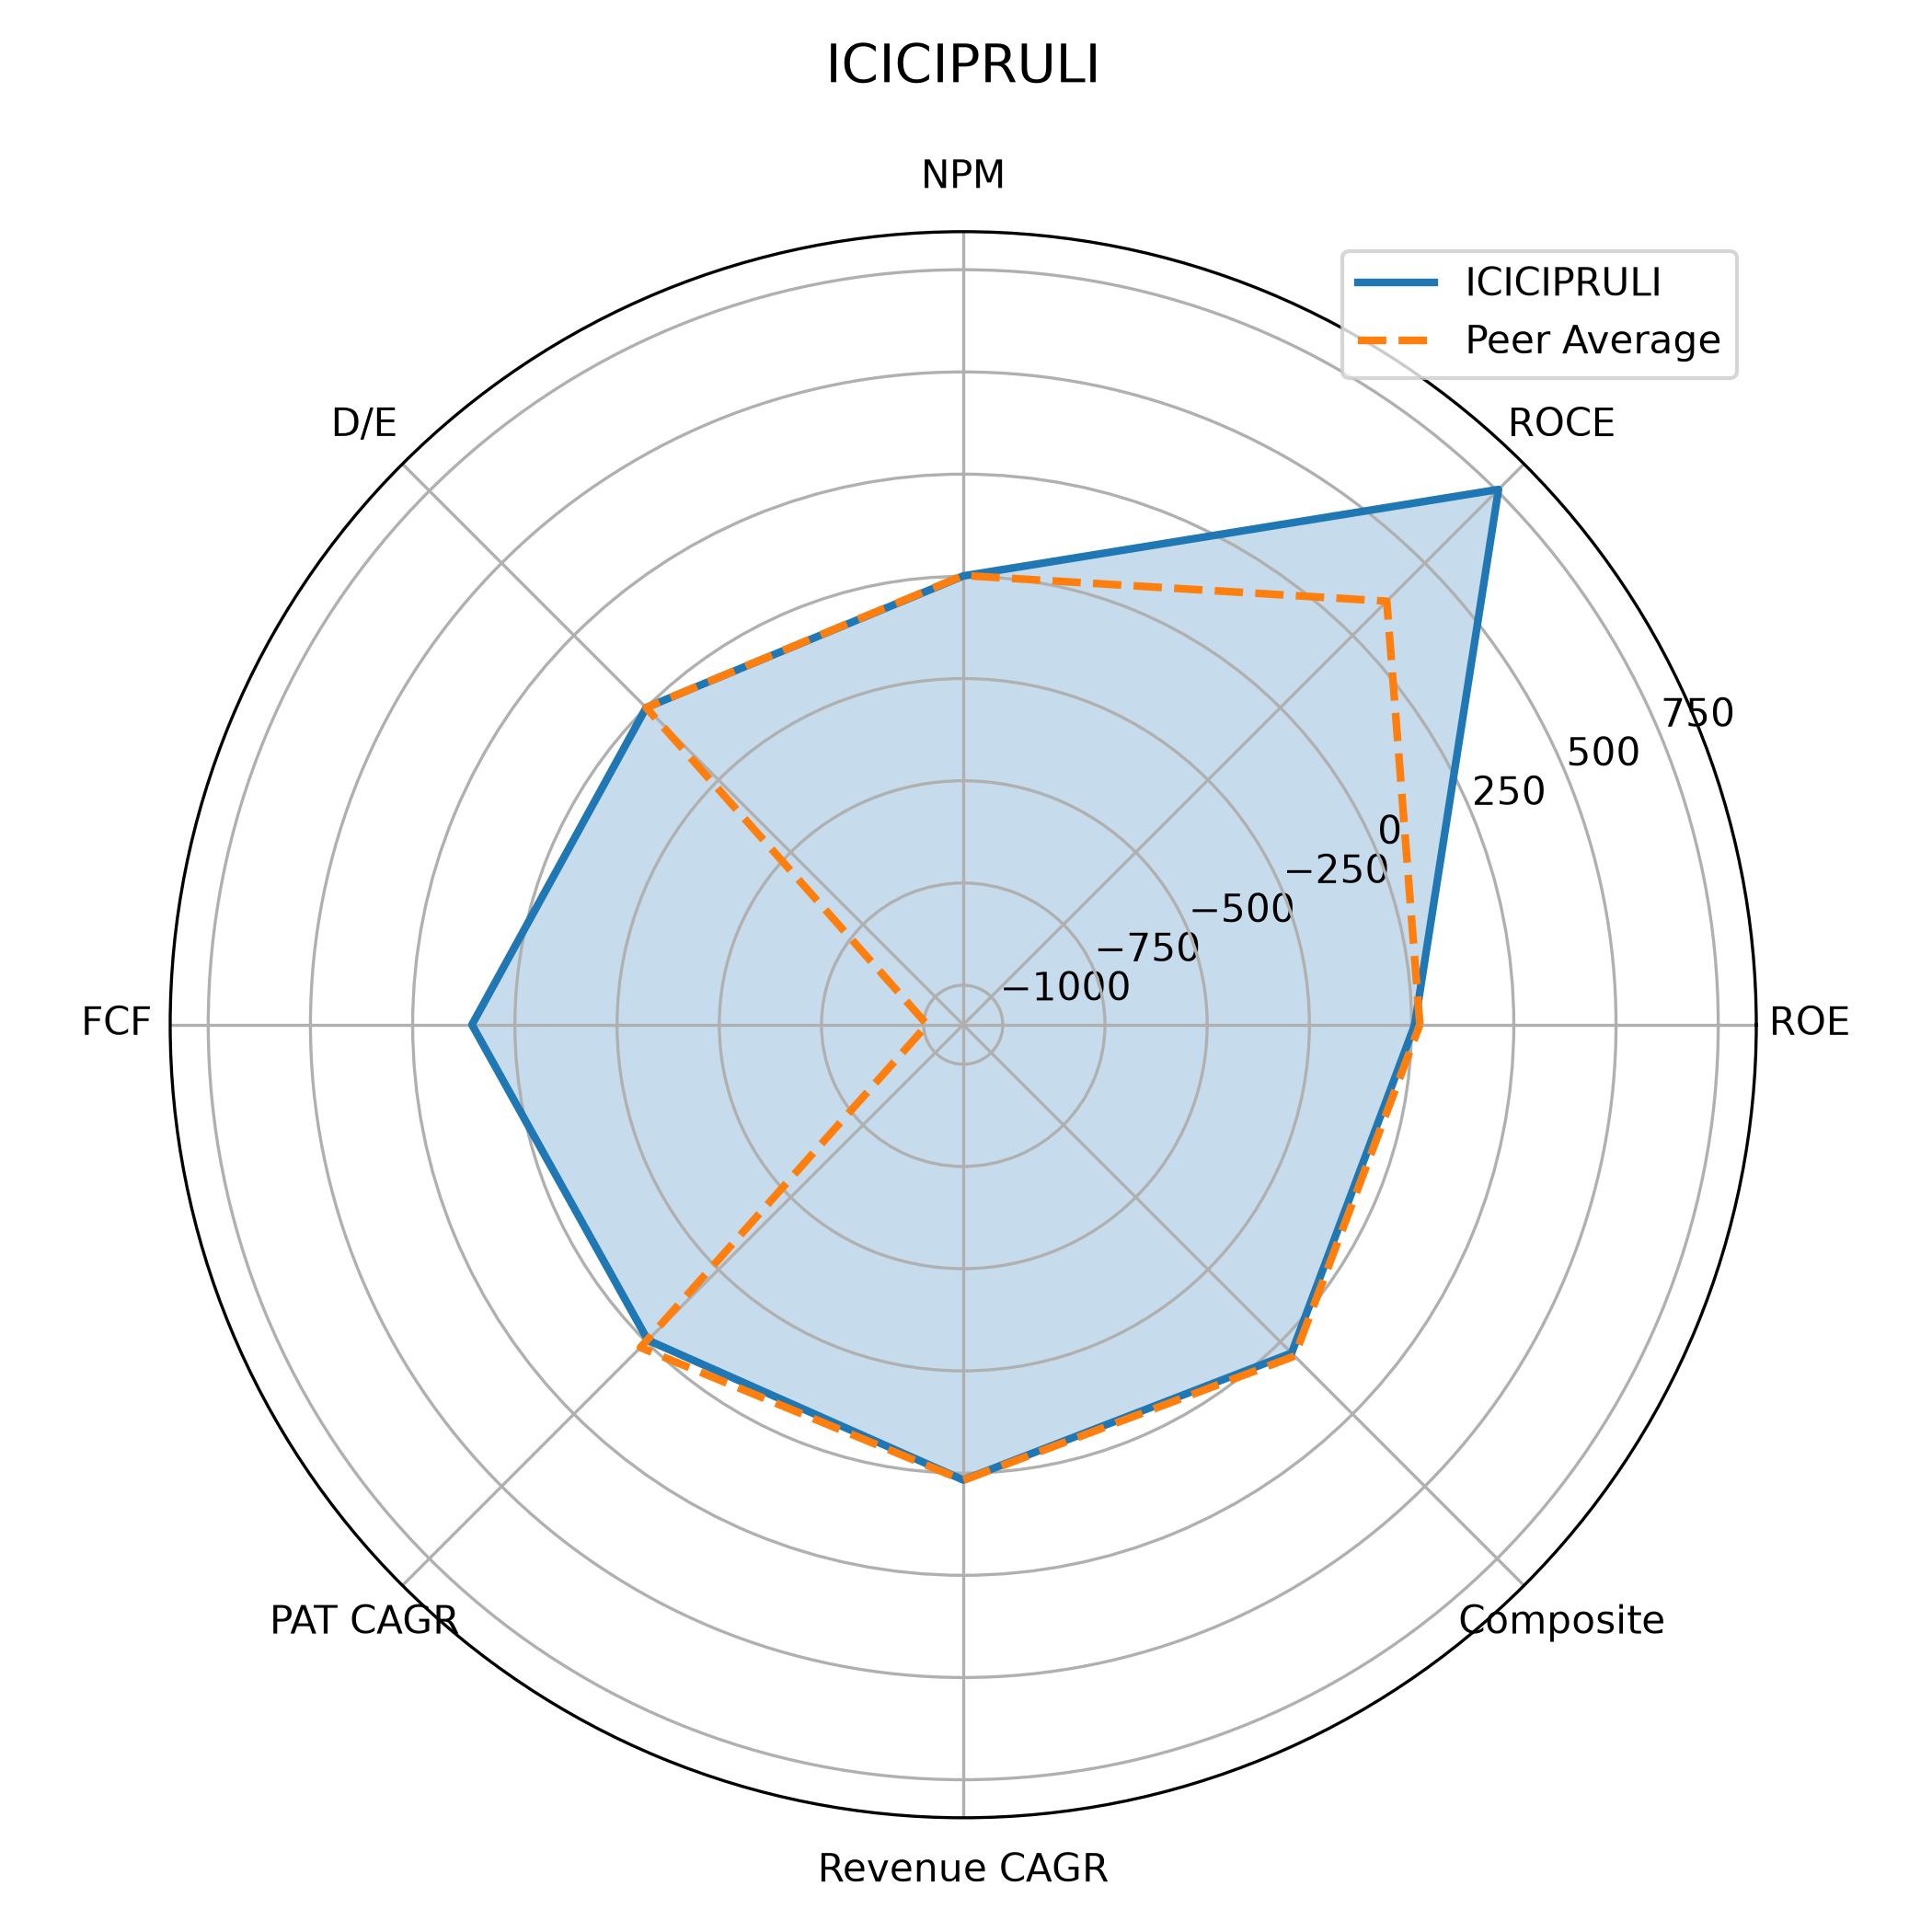 ICICIPRULI
NPM
ICICIPRULI
Peer Average
D/E
ROCE
750
500
250
0
−250
−500
−750
−1000
FCF
ROE
PAT CAGR
Composite
Revenue CAGR